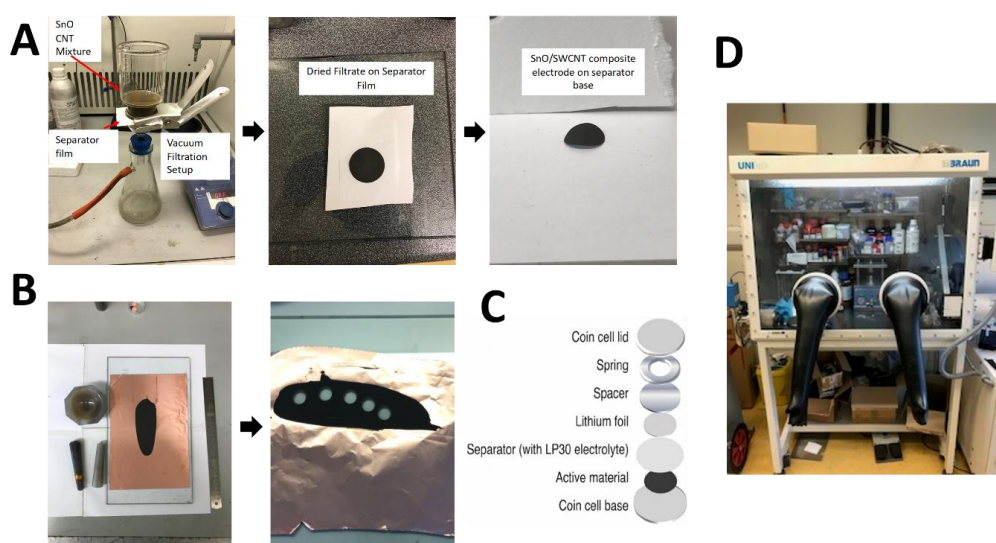 A
SnO
CNT
Mixture
Separator
film
Vacuum
Filtration
Setup
Dried Filtrate on Separator
Film
SnO/SWCNT composite
electrode on separator
base
B
C
Coin cell lid
Spring
Spacer
Lithium foil
Separator (with LP30 electrolyte)
Active material
Coin cell base
D
BRAUN